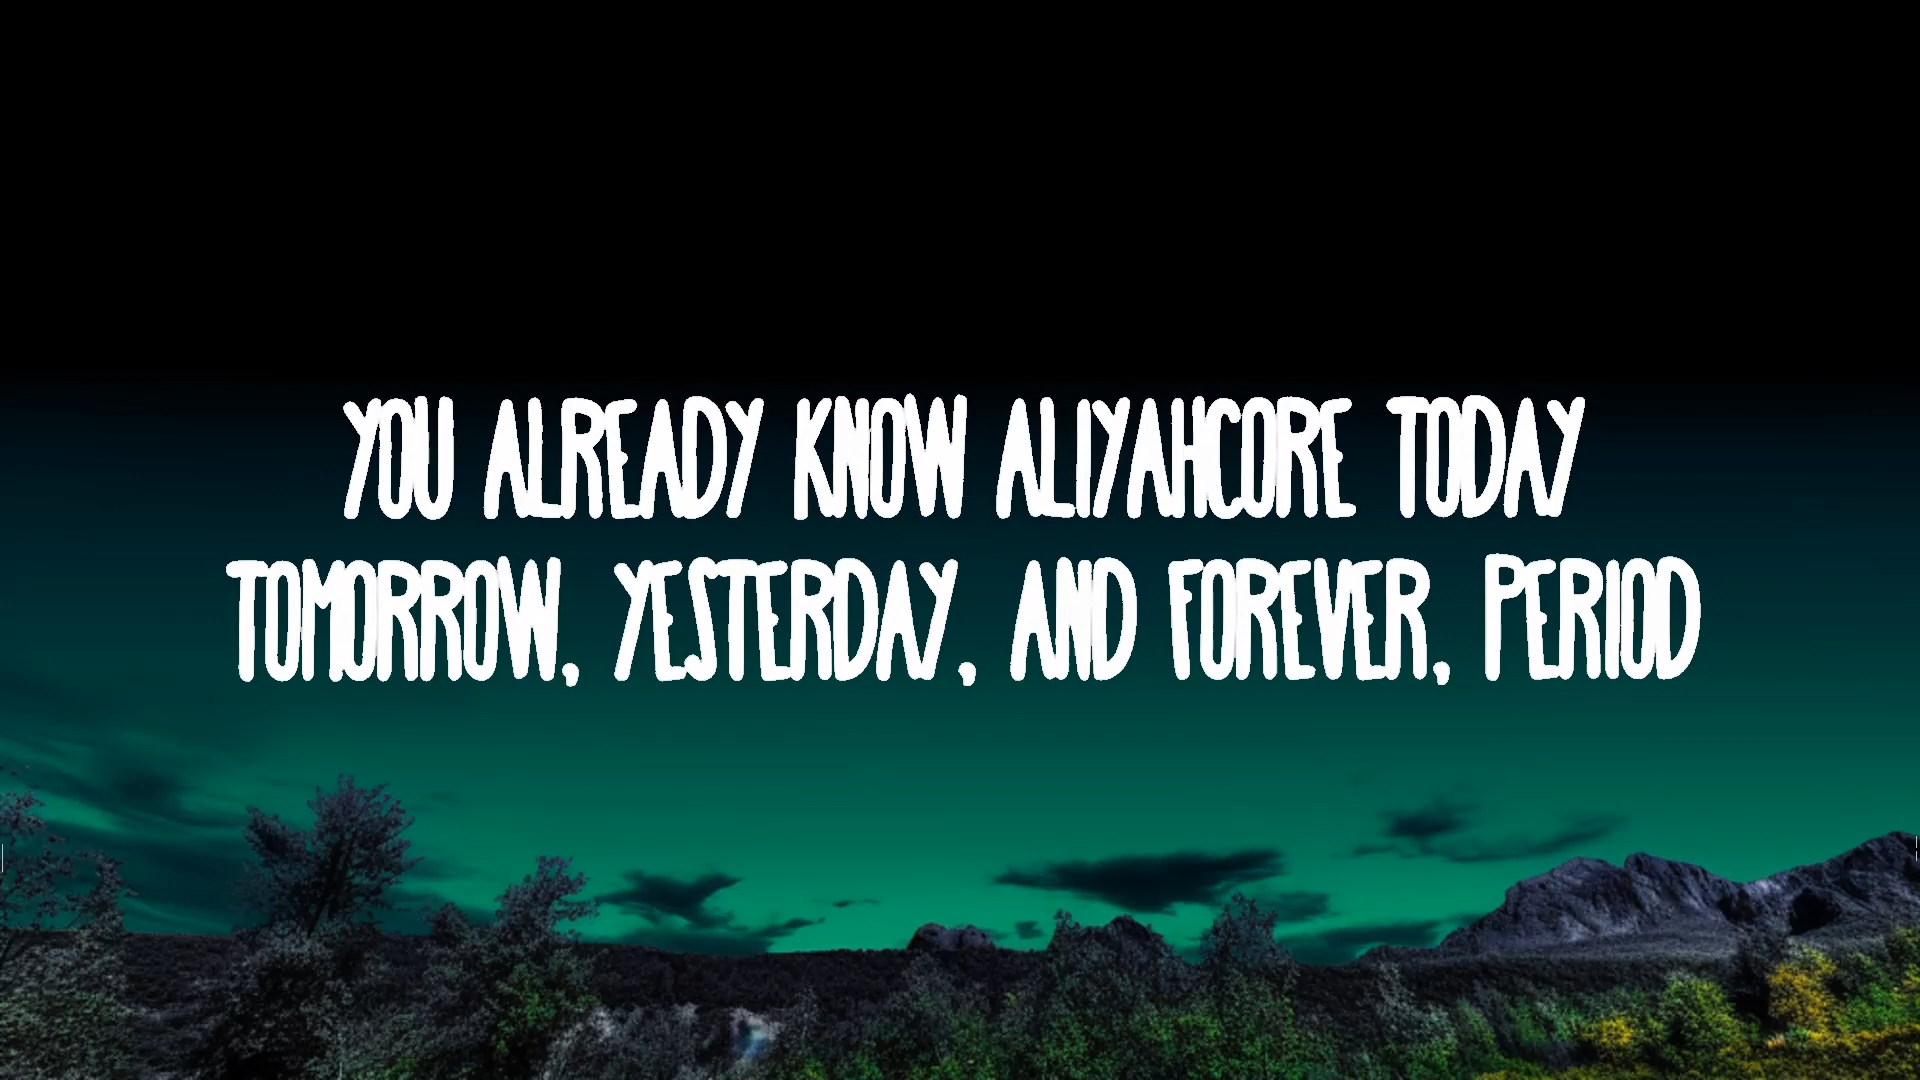 YOU ALREADY KNOW ALIYAHCORE TODAY
TOMORROW, YESTERDAY, AND FOREVER, PERIOD